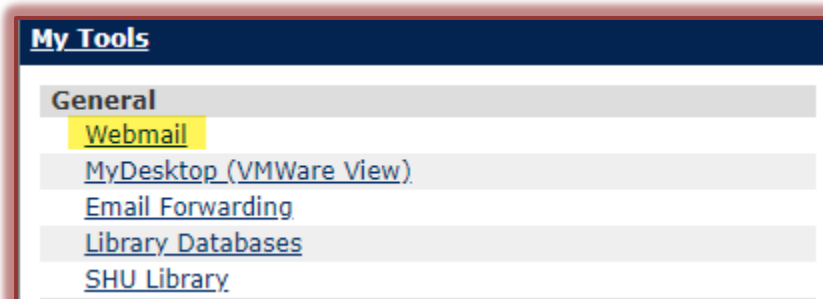 My Tools
General
Webmail
MyDesktop (VMWare View)
Email Forwarding
Library Databases
SHU Library